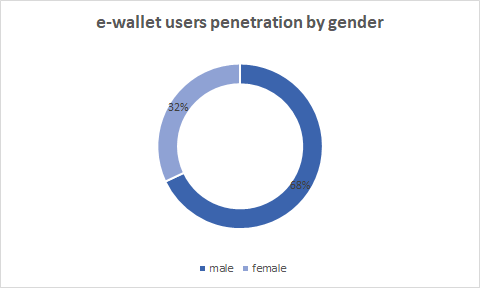 e-wallet users penetration by gender
32%
68%
male female